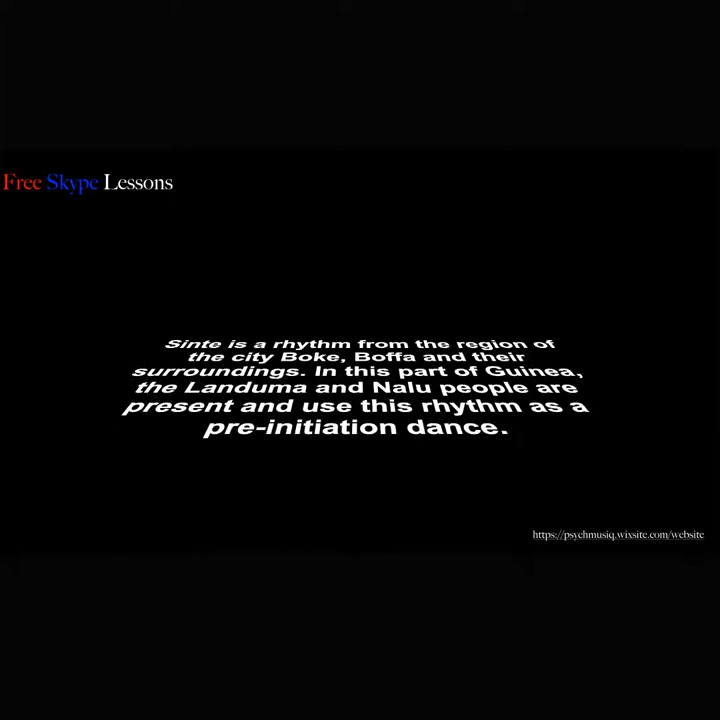 Free Skype Lessons
Sinte is a rhythm from the region of
the city Boke, Boffa and their
surroundings. In this part of Guinea,
the Landuma and Nalu people are
present and use this rhythm as a
pre-initiation dance.
https://psychmusiq.wixsite.com/website